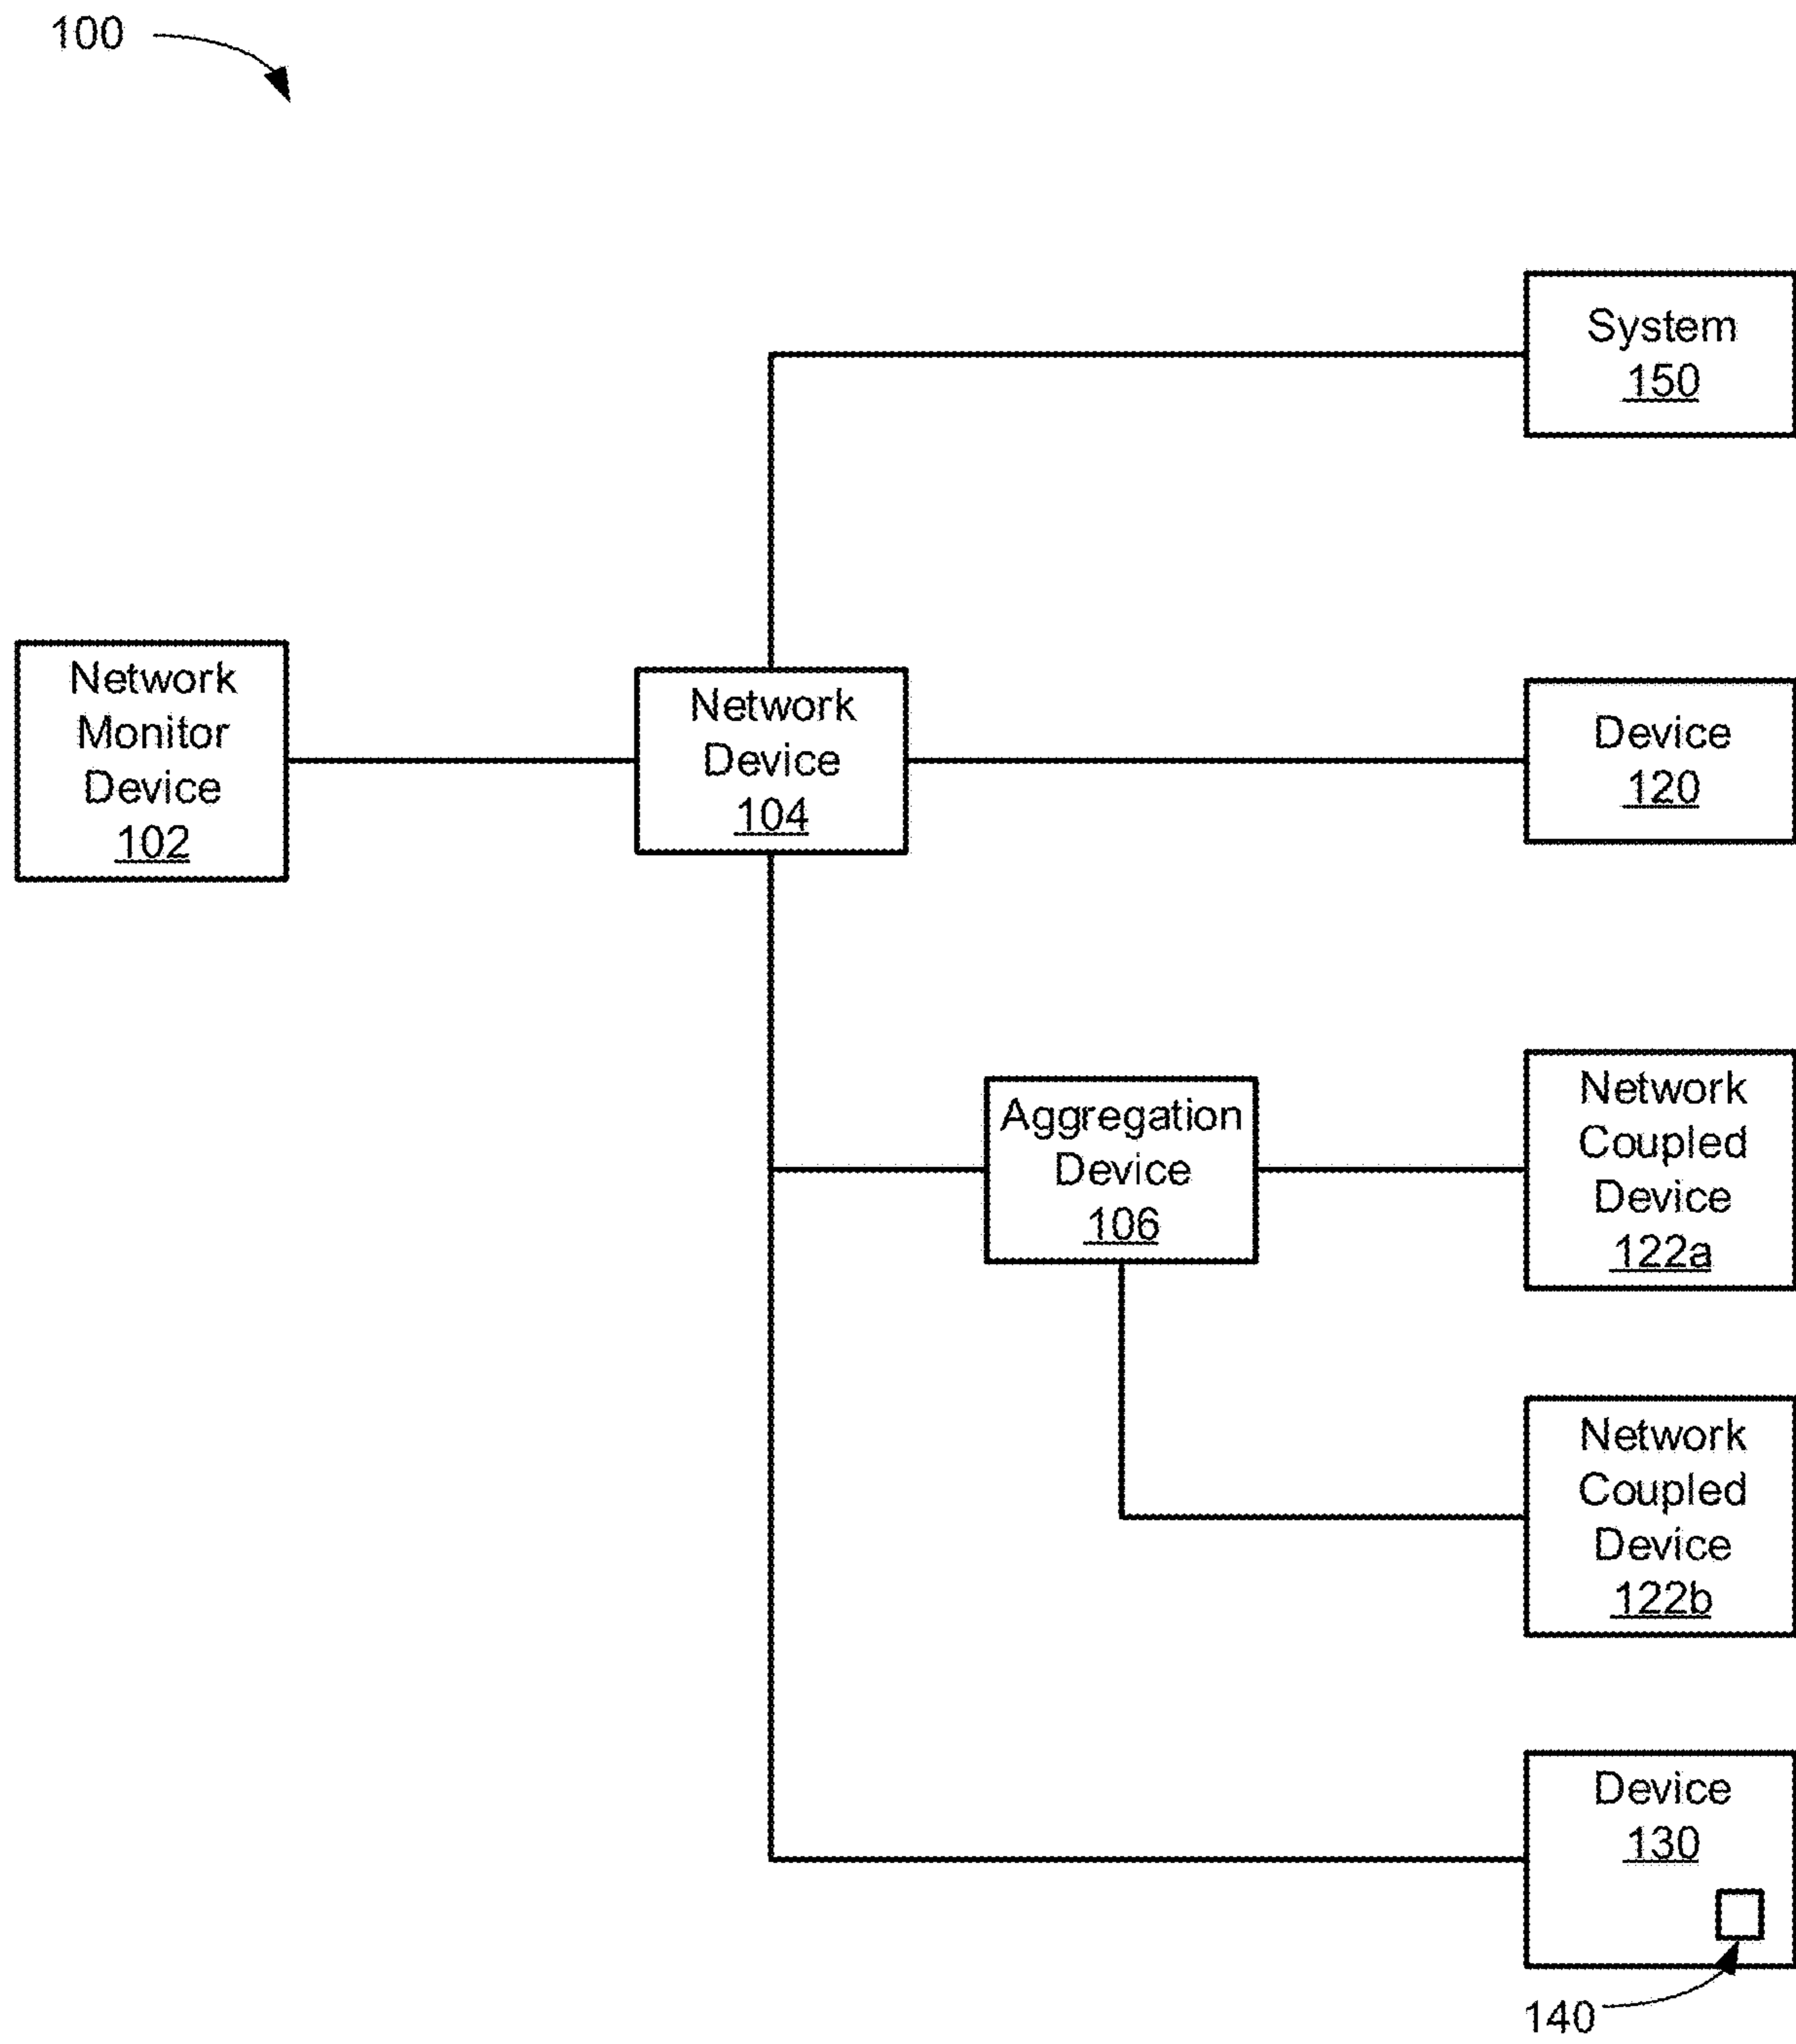 100
System
150
Network
Monitor
Device
102
Network
Device
104
Device
120
Aggregation
Device
106
Network
Coupled
Device
122a
Network
Coupled
Device
122b
Device
130
140